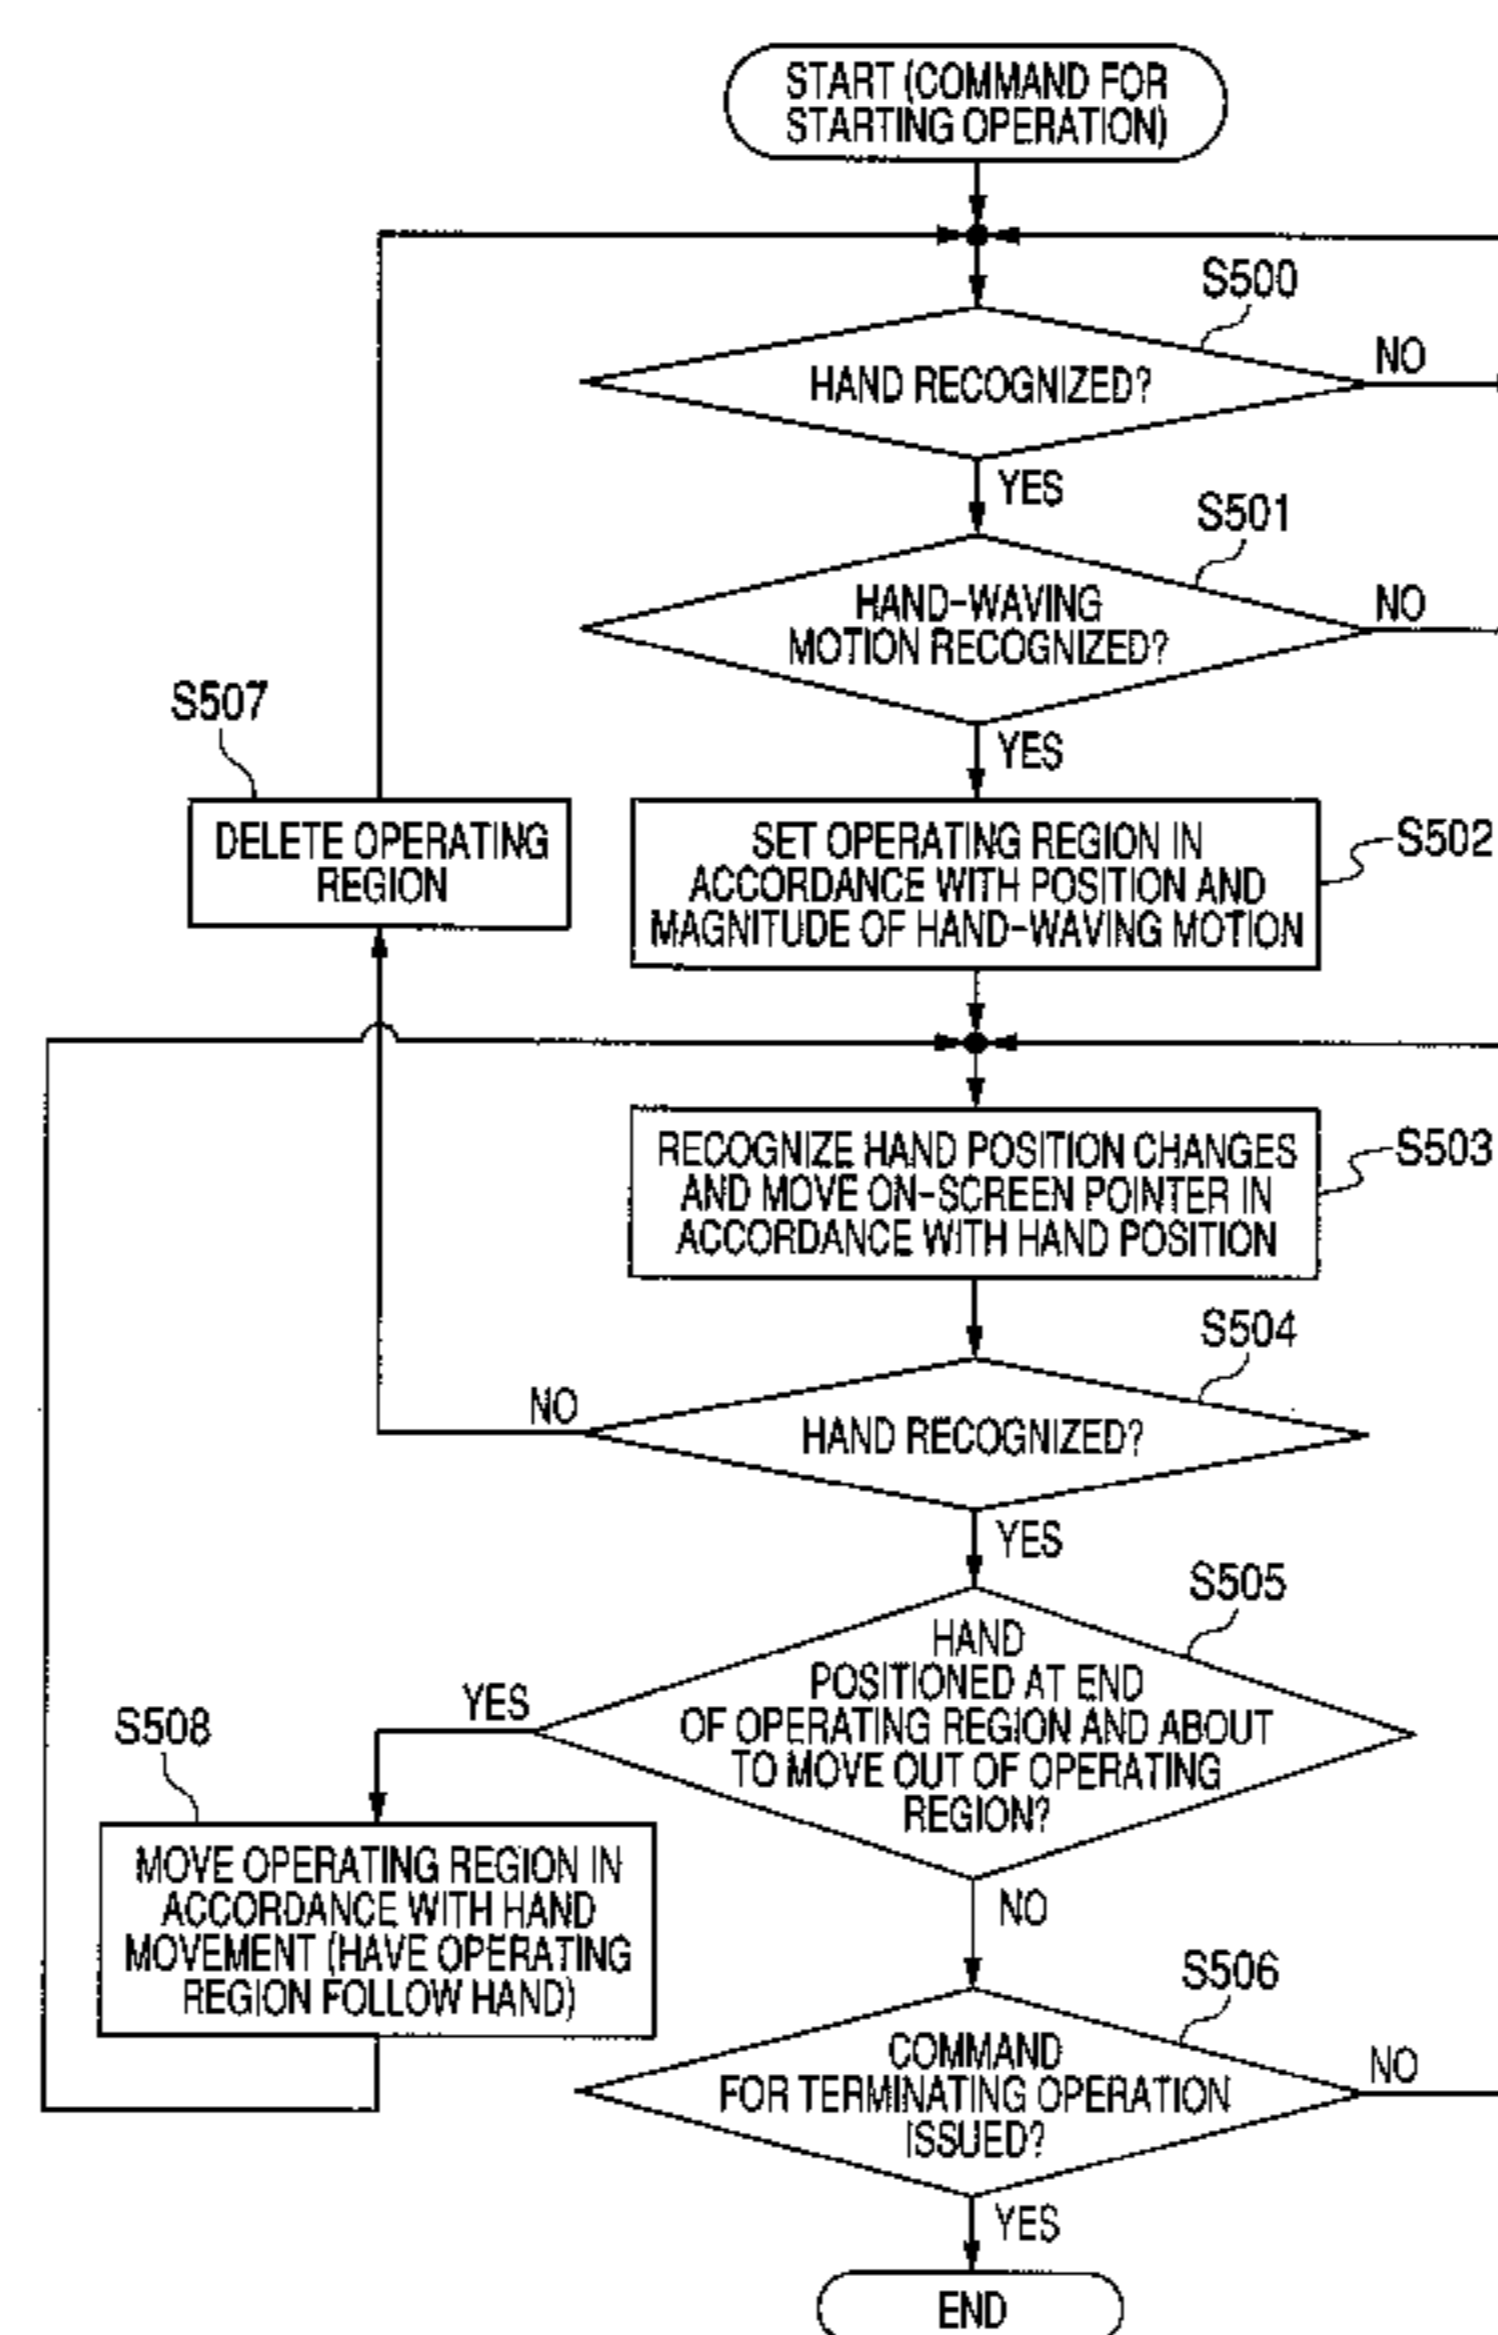 START (COMMAND FOR
STARTING OPERATION)
S500
HAND RECOGNIZED?
NO
YES
S501
HAND-WAVING
MOTION RECOGNIZED?
NO
YES
S507
DELETE OPERATING
REGION
SET OPERATING REGION IN
ACCORDANCE WITH POSITION AND
MAGNITUDE OF HAND-WAVING MOTION
S502
RECOGNIZE HAND POSITION CHANGES
AND MOVE ON-SCREEN POINTER IN
ACCORDANCE WITH HAND POSITION
S503
S504
HAND RECOGNIZED?
NO
YES
S505
HAND
POSITIONED AT END
OF OPERATING REGION AND ABOUT
TO MOVE OUT OF OPERATING
REGION?
YES
NO
S508
MOVE OPERATING REGION IN
ACCORDANCE WITH HAND
MOVEMENT (HAVE OPERATING
REGION FOLLOW HAND)
S506
COMMAND
FOR TERMINATING OPERATION
ISSUED?
NO
YES
END